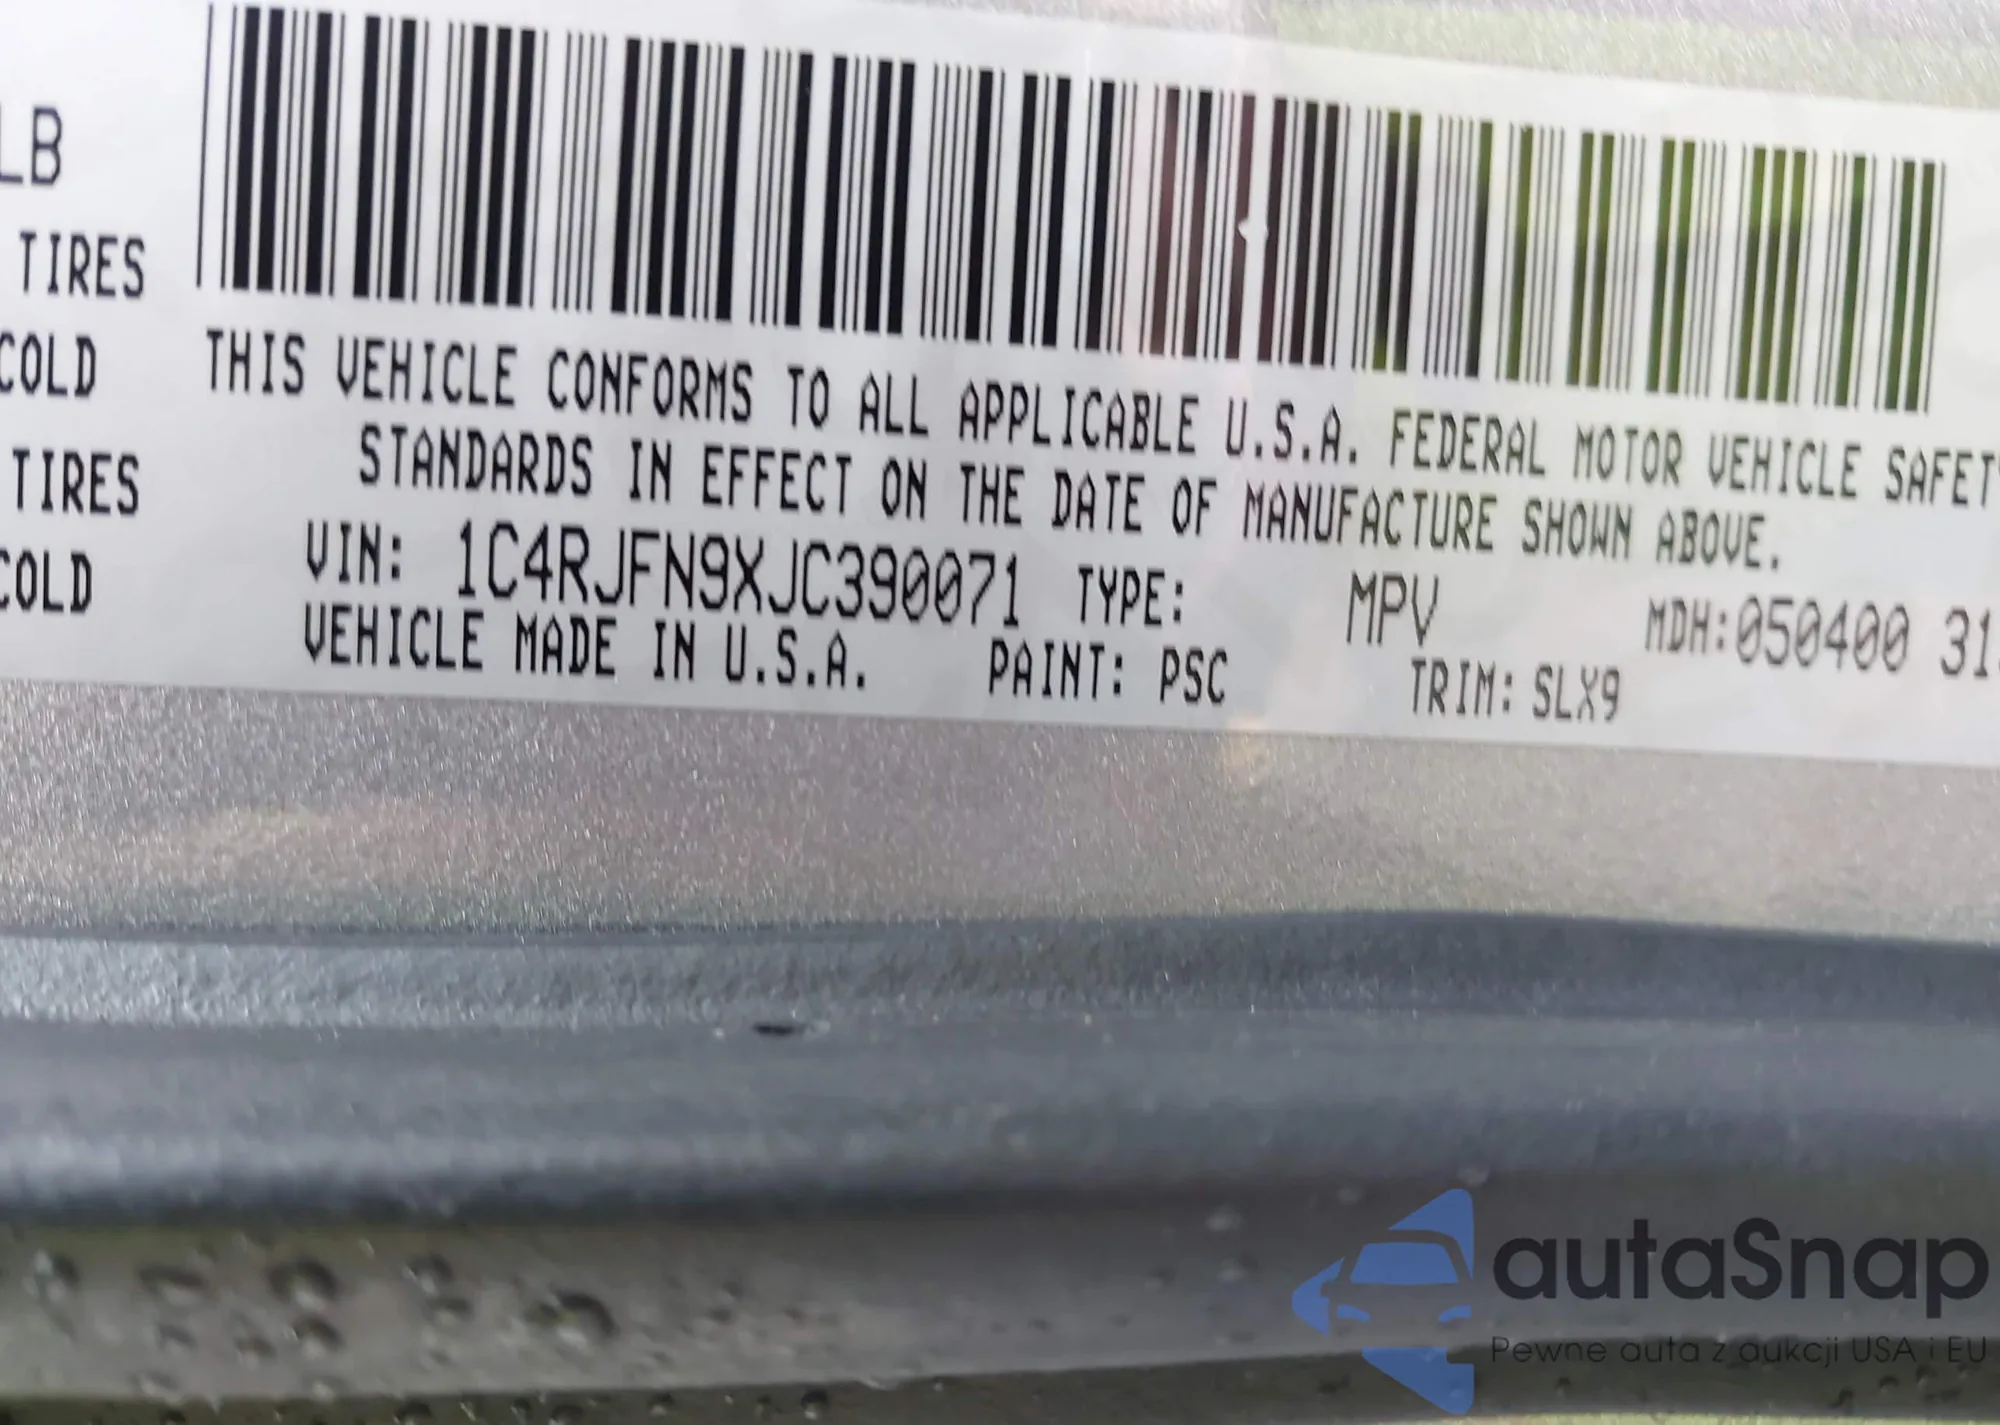 LB
TIRES
COLD
TIRES
COLD
THIS VEHICLE CONFORMS TO ALL APPLICABLE U.S.A. FEDERAL MOTOR VEHICLE SAFETY
STANDARDS IN EFFECT ON THE DATE OF MANUFACTURE SHOWN ABOVE.
VIN: 1C4RJFN9XJC390071 TYPE: MPV MDH:050400 31
VEHICLE MADE IN U.S.A. PAINT: PSC TRIM: SLX9
autaSnap
Pewne auta z aukcji USA i EU